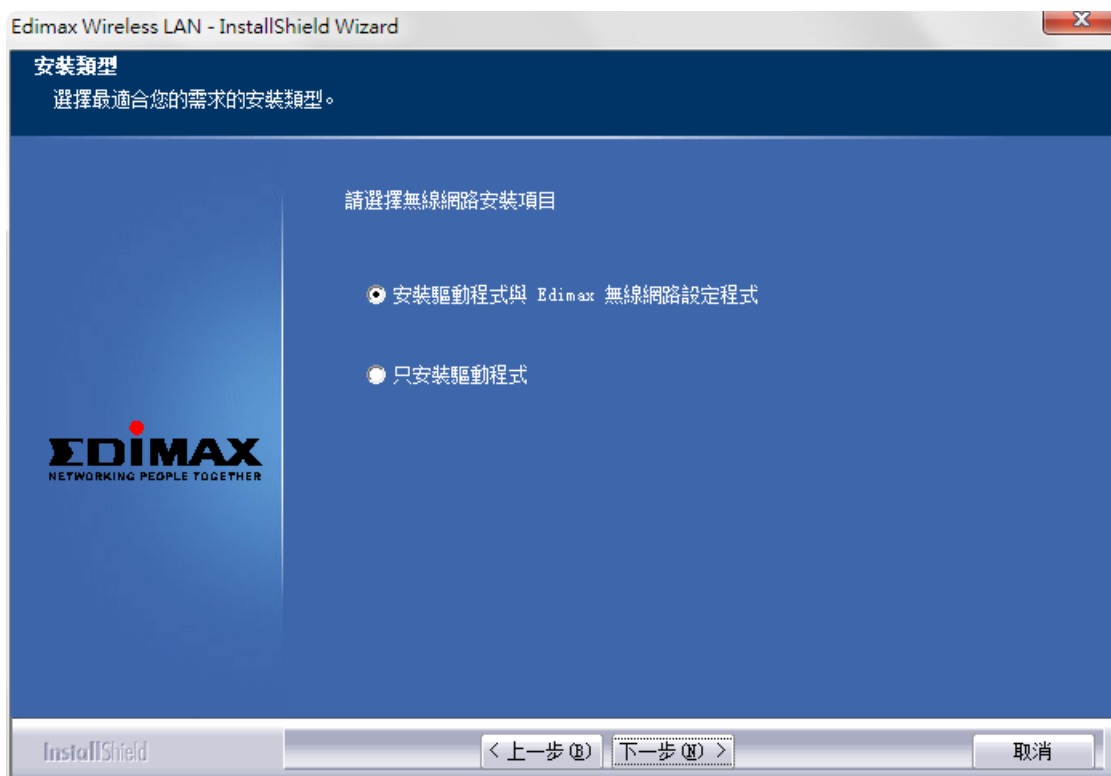 Edimax Wireless LAN - InstallShield Wizard
安裝類型
選擇最適合您的需求的安裝類型。
請選擇無線網路安裝項目
安裝驅動程式與 Edimax 無線網路設定程式
只安裝驅動程式
EDIMAX
NETWORKING PEOPLE TOGETHER
InstallShield
< 上一步(B)
下一步(N) >
取消